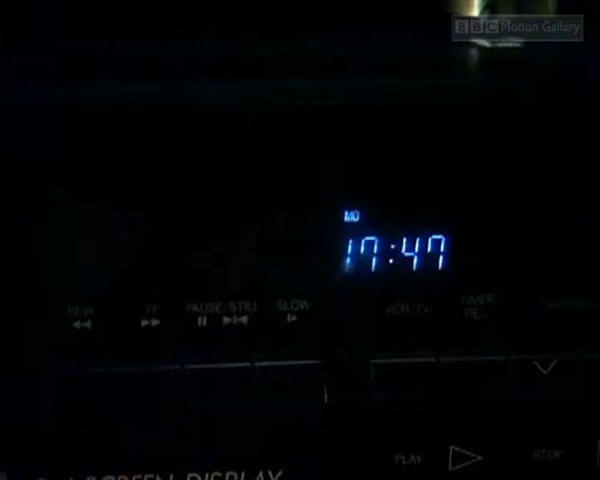 BBC Motion Gallery
MO
17:47
REW
FF
PAUSE/STILL
SLOW
VCR/TV
TIMER
REC
PLAY
STOP
SCREEN DISPLAY